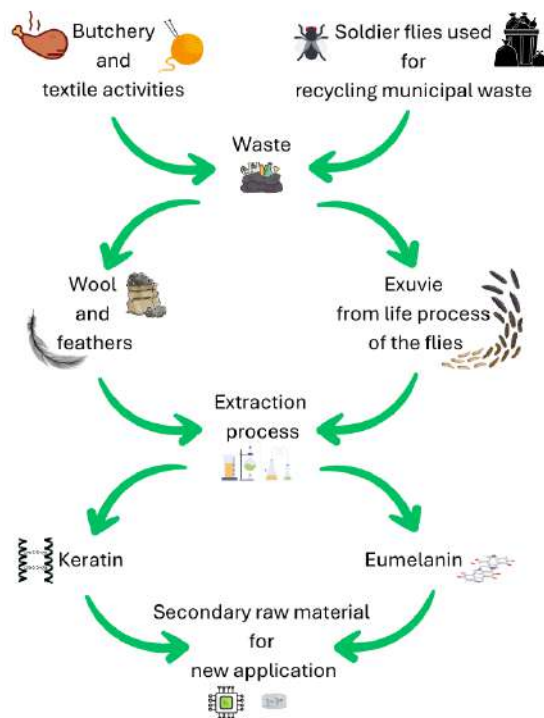 Butchery
and
textile activities
Soldier flies used
for
recycling municipal waste
Waste
Wool
and
feathers
Exuvie
from life process
of the flies
Extraction
process
Keratin
Eumelanin
Secondary raw material
for
new application